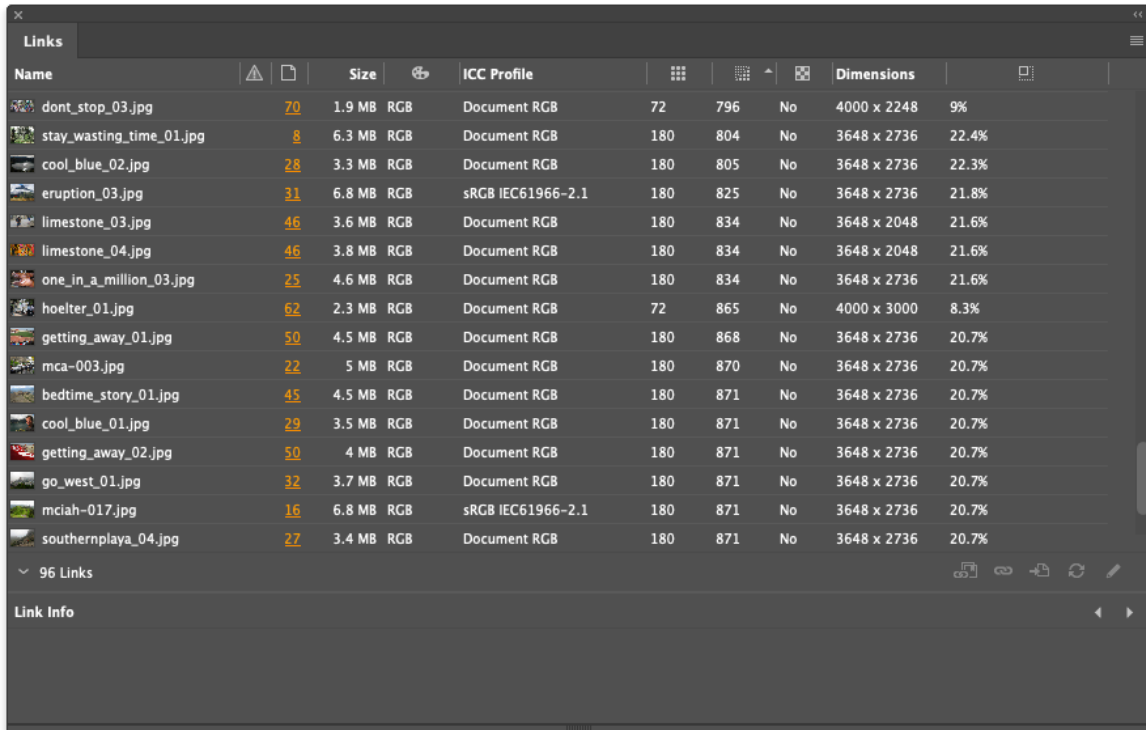 Links
Name Size ICC Profile Dimensions
dont_stop_03.jpg 70 1.9 MB RGB Document RGB 72 796 No 4000 x 2248 9%
stay_wasting_time_01.jpg 8 6.3 MB RGB Document RGB 180 804 No 3648 x 2736 22.4%
cool_blue_02.jpg 28 3.3 MB RGB Document RGB 180 805 No 3648 x 2736 22.3%
eruption_03.jpg 31 6.8 MB RGB sRGB IEC61966-2.1 180 825 No 3648 x 2736 21.8%
limestone_03.jpg 46 3.6 MB RGB Document RGB 180 834 No 3648 x 2048 21.6%
limestone_04.jpg 46 3.8 MB RGB Document RGB 180 834 No 3648 x 2048 21.6%
one_in_a_million_03.jpg 25 4.6 MB RGB Document RGB 180 834 No 3648 x 2736 21.6%
hoelter_01.jpg 62 2.3 MB RGB Document RGB 72 865 No 4000 x 3000 8.3%
getting_away_01.jpg 50 4.5 MB RGB Document RGB 180 868 No 3648 x 2736 20.7%
mca-003.jpg 22 5 MB RGB Document RGB 180 870 No 3648 x 2736 20.7%
bedtime_story_01.jpg 45 4.5 MB RGB Document RGB 180 871 No 3648 x 2736 20.7%
cool_blue_01.jpg 29 3.5 MB RGB Document RGB 180 871 No 3648 x 2736 20.7%
getting_away_02.jpg 50 4 MB RGB Document RGB 180 871 No 3648 x 2736 20.7%
go_west_01.jpg 32 3.7 MB RGB Document RGB 180 871 No 3648 x 2736 20.7%
mciah-017.jpg 16 6.8 MB RGB sRGB IEC61966-2.1 180 871 No 3648 x 2736 20.7%
southernplaya_04.jpg 27 3.4 MB RGB Document RGB 180 871 No 3648 x 2736 20.7%
96 Links
Link Info